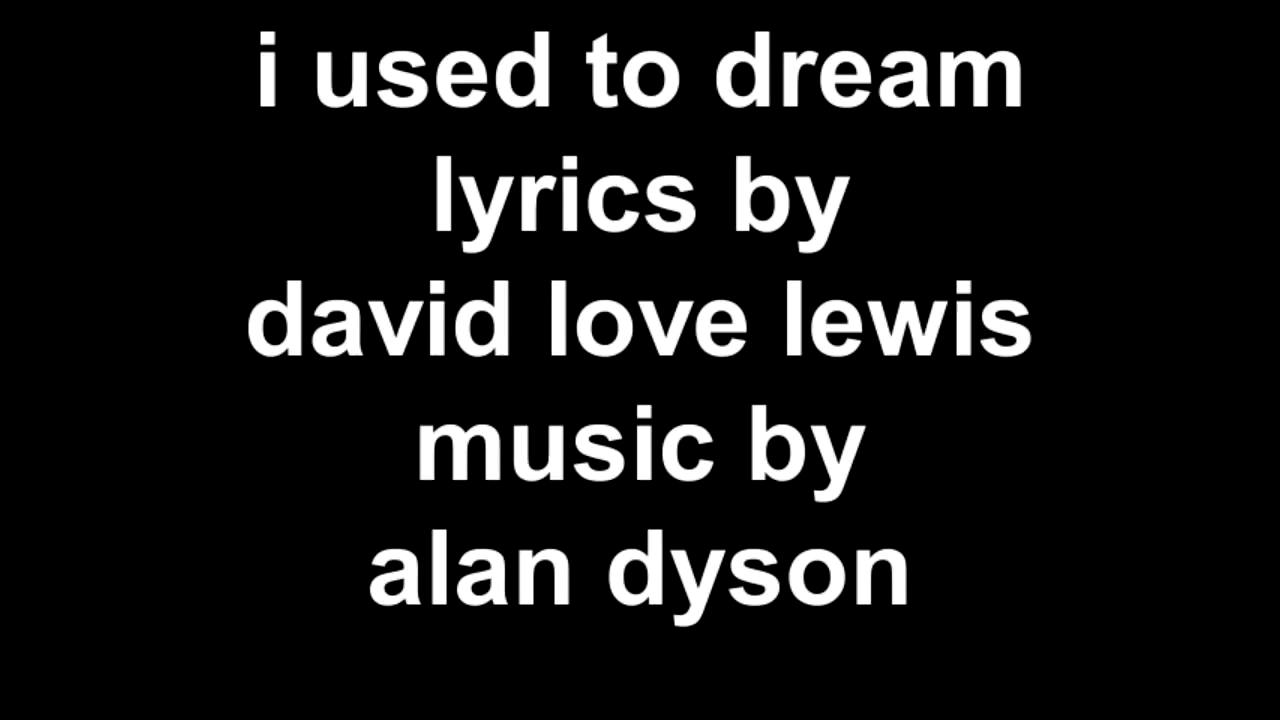 i used to dream
lyrics by
david love lewis
music by
alan dyson